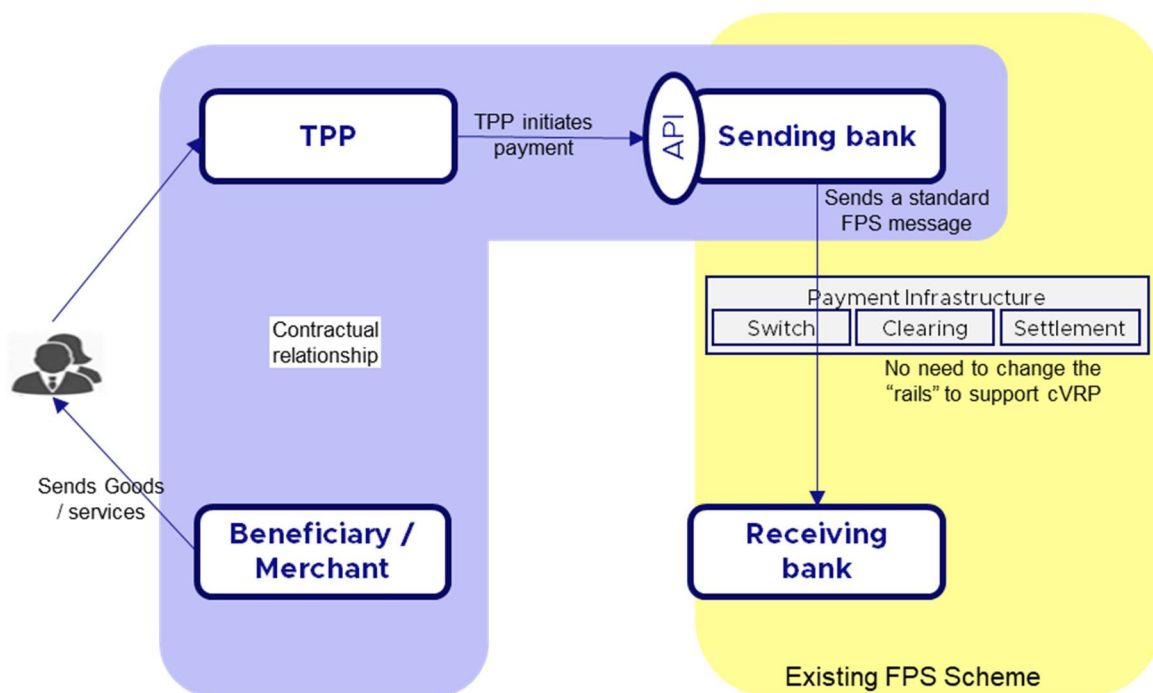 TPP
TPP initiates
payment
API
Sending bank
Sends a standard
FPS message
Payment Infrastructure
Switch
Clearing
Settlement
No need to change the
“rails” to support cVRP
Contractual
relationship
Sends Goods
/ services
Beneficiary /
Merchant
Receiving
bank
Existing FPS Scheme